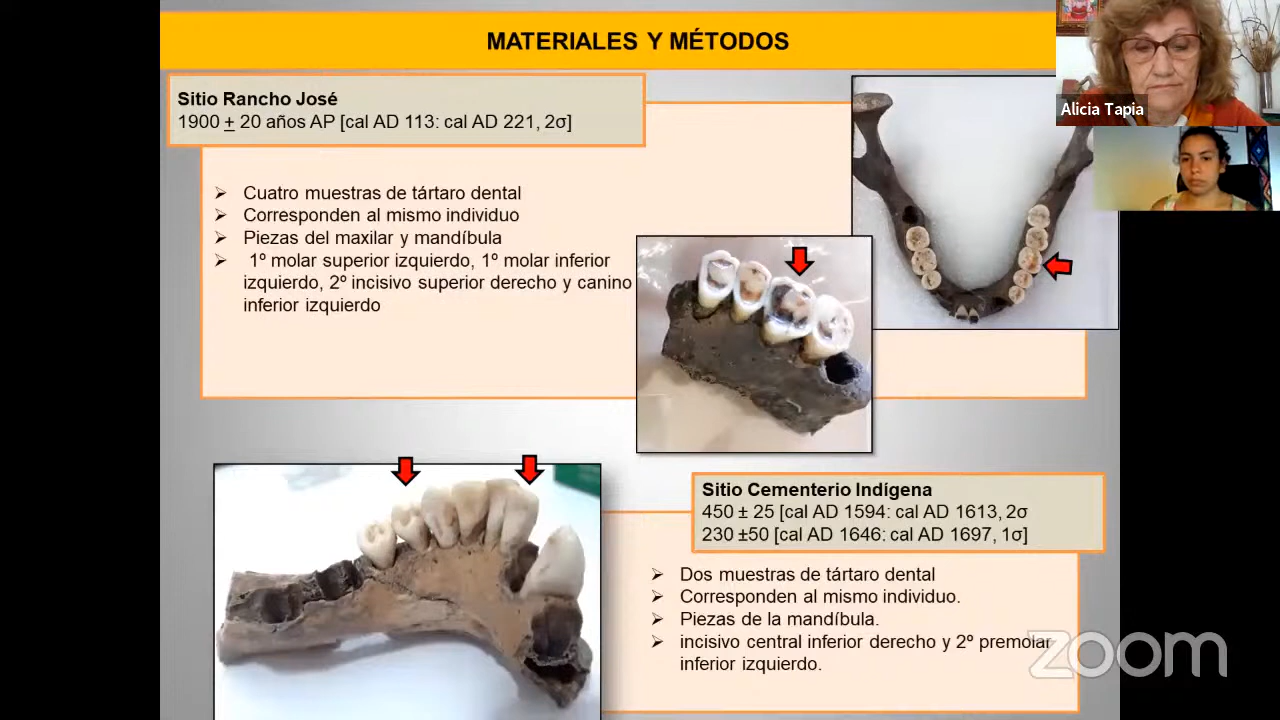 MATERIALES Y MÉTODOS
Alicia Tapia
Sitio Rancho José
1900 ± 20 años AP [cal AD 113: cal AD 221, 2σ]
Cuatro muestras de tártaro dental
Corresponden al mismo individuo
Piezas del maxilar y mandíbula
1º molar superior izquierdo, 1º molar inferior
izquierdo, 2º incisivo superior derecho y canino
inferior izquierdo
Sitio Cementerio Indígena
450 ± 25 [cal AD 1594: cal AD 1613, 2σ
230 ±50 [cal AD 1646: cal AD 1697, 1σ]
Dos muestras de tártaro dental
Corresponden al mismo individuo.
Piezas de la mandíbula.
incisivo central inferior derecho y 2º premolar
inferior izquierdo.
zoom